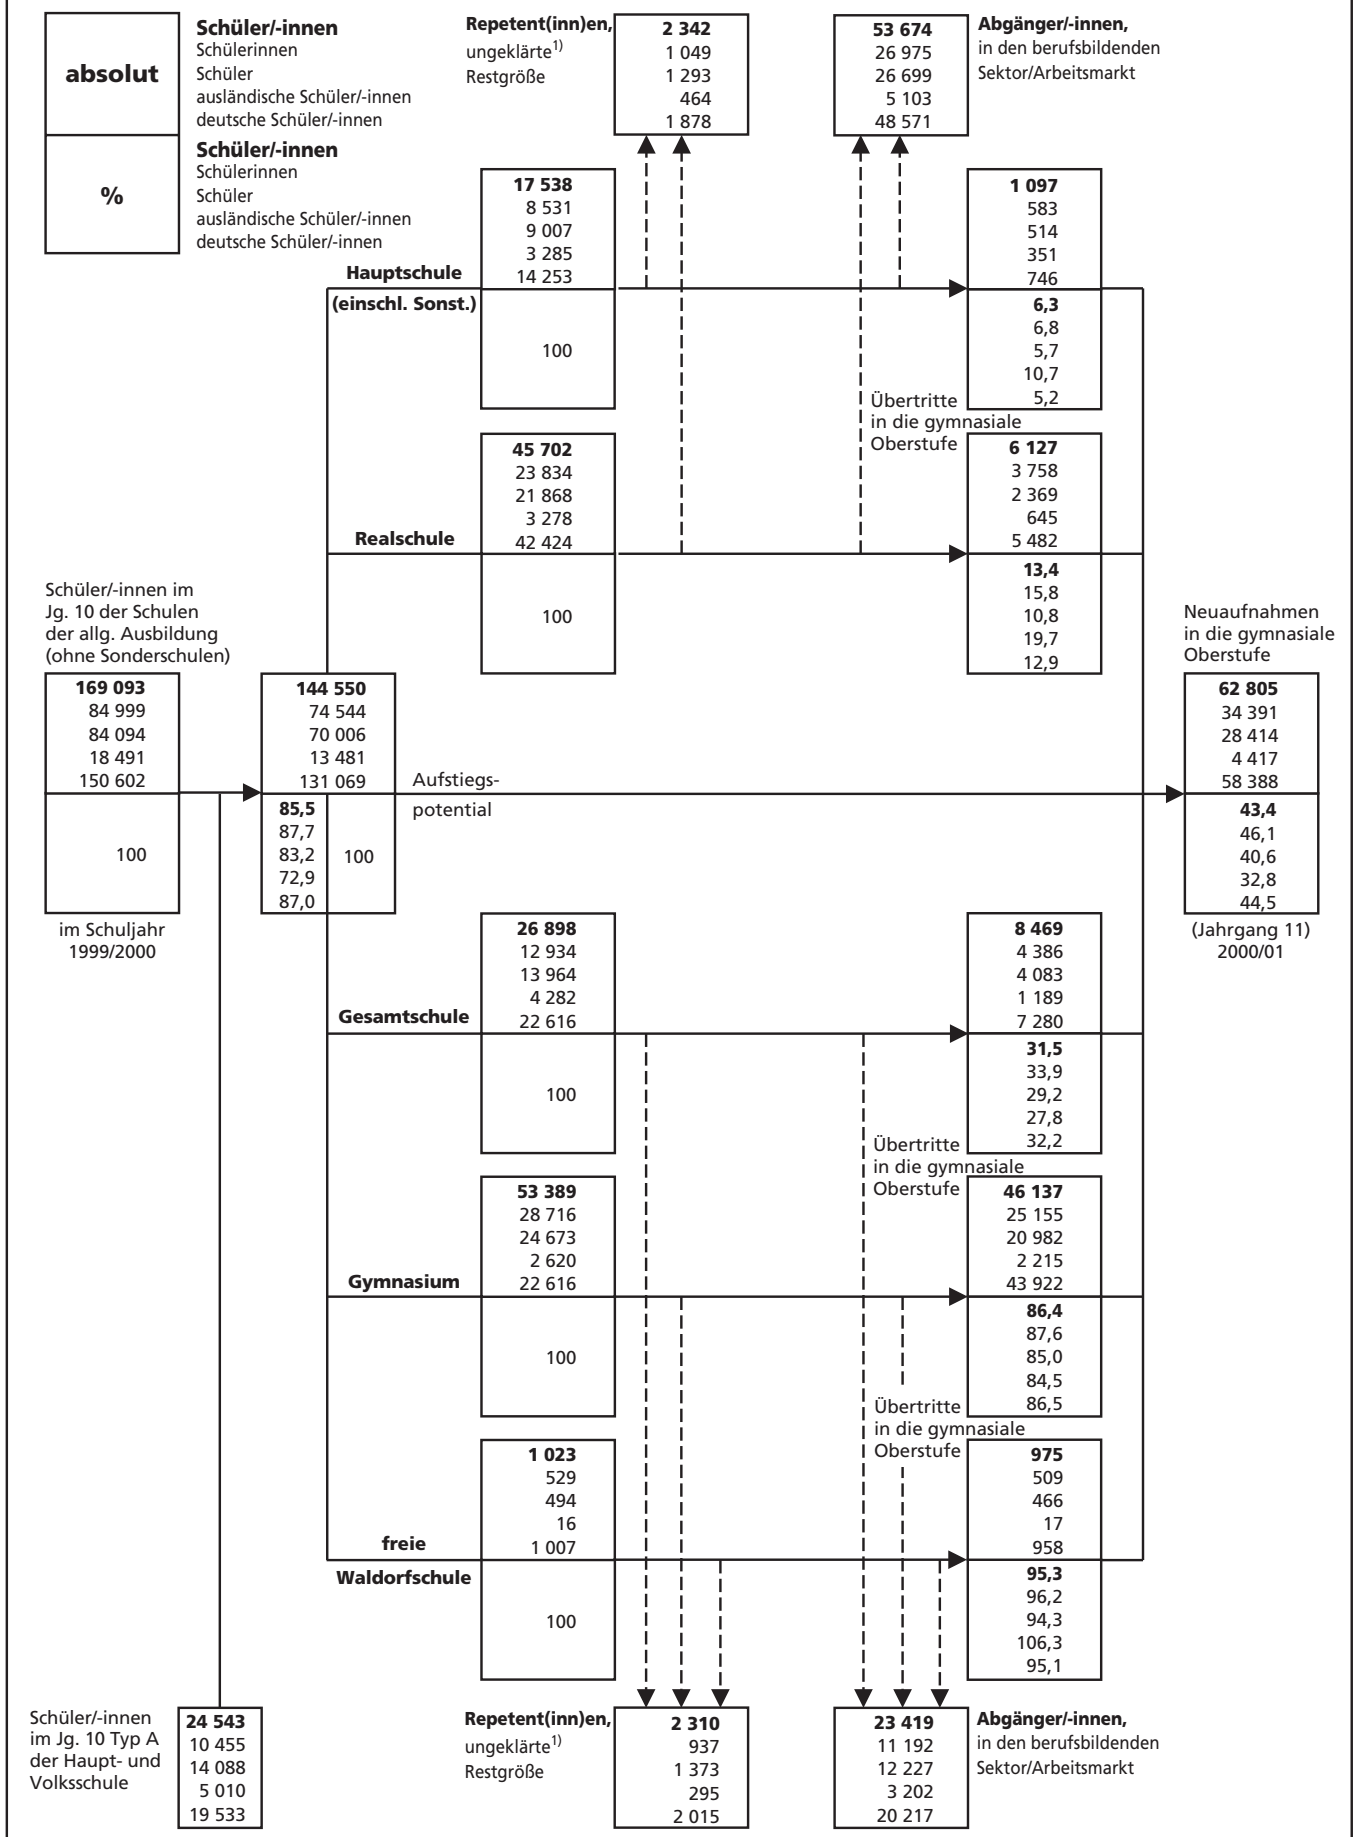 absolut
Schüler/-innen
Schülerinnen
Schüler
ausländische Schüler/-innen
deutsche Schüler/-innen
%
Schüler/-innen
Schülerinnen
Schüler
ausländische Schüler/-innen
deutsche Schüler/-innen
Repetent(inn)en,
ungeklärte1)
Restgröße
2 342
1 049
1 293
464
1 878
53 674
26 975
26 699
5 103
48 571
Abgänger/-innen,
in den berufsbildenden
Sektor/Arbeitsmarkt
Hauptschule
(einschl. Sonst.)
17 538
8 531
9 007
3 285
14 253
100
1 097
583
514
351
746
6,3
6,8
5,7
10,7
5,2
Übertritte
in die gymnasiale
Oberstufe
Realschule
45 702
23 834
21 868
3 278
42 424
100
6 127
3 758
2 369
645
5 482
13,4
15,8
10,8
19,7
12,9
Schüler/-innen im
Jg. 10 der Schulen
der allg. Ausbildung
(ohne Sonderschulen)
169 093
84 999
84 094
18 491
150 602
100
im Schuljahr
1999/2000
144 550
74 544
70 006
13 481
131 069
85,5
87,7
83,2
72,9
87,0
100
Aufstiegs-
potential
Neuaufnahmen
in die gymnasiale
Oberstufe
62 805
34 391
28 414
4 417
58 388
43,4
46,1
40,6
32,8
44,5
(Jahrgang 11)
2000/01
Gesamtschule
26 898
12 934
13 964
4 282
22 616
100
8 469
4 386
4 083
1 189
7 280
31,5
33,9
29,2
27,8
32,2
Übertritte
in die gymnasiale
Oberstufe
Gymnasium
53 389
28 716
24 673
2 620
22 616
100
46 137
25 155
20 982
2 215
43 922
86,4
87,6
85,0
84,5
86,5
Übertritte
in die gymnasiale
Oberstufe
freie
Waldorfschule
1 023
529
494
16
1 007
100
975
509
466
17
958
95,3
96,2
94,3
106,3
95,1
Schüler/-innen
im Jg. 10 Typ A
der Haupt- und
Volksschule
24 543
10 455
14 088
5 010
19 533
Repetent(inn)en,
ungeklärte1)
Restgröße
2 310
937
1 373
295
2 015
23 419
11 192
12 227
3 202
20 217
Abgänger/-innen,
in den berufsbildenden
Sektor/Arbeitsmarkt